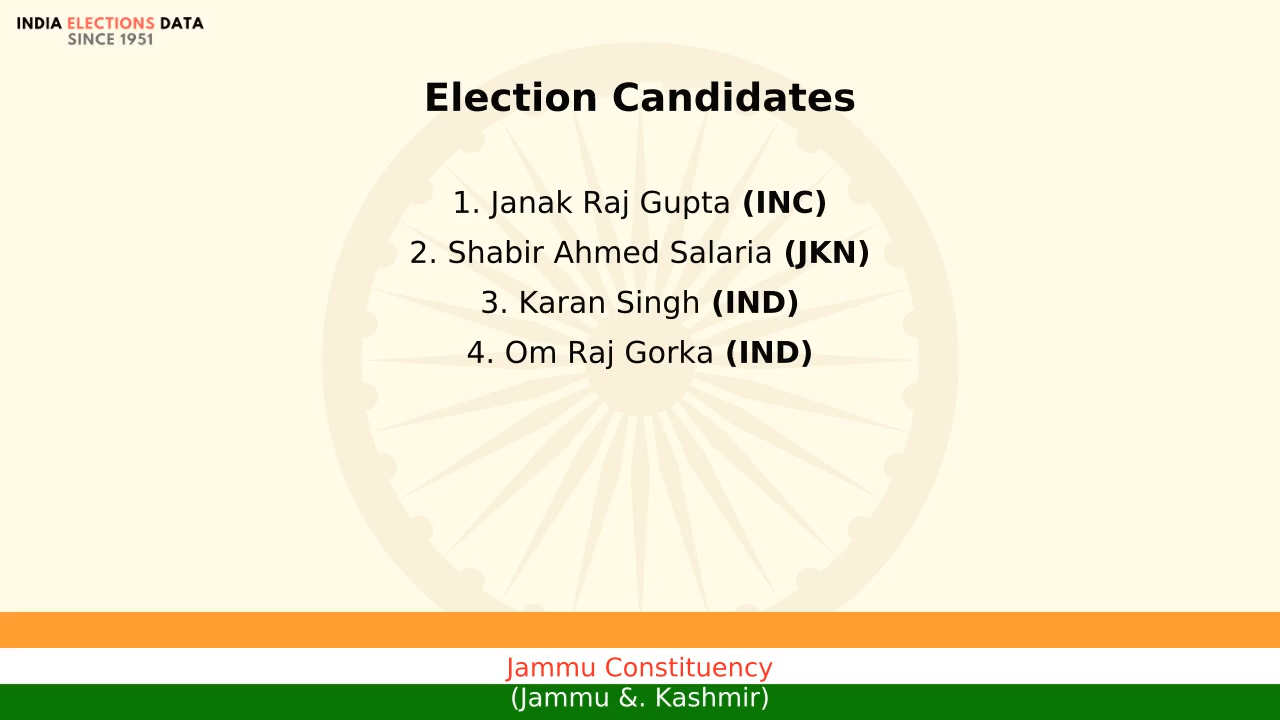 INDIA ELECTIONS DATA
SINCE 1951
Election Candidates
1. Janak Raj Gupta (INC)
2. Shabir Ahmed Salaria (JKN)
3. Karan Singh (IND)
4. Om Raj Gorka (IND)
Jammu Constituency
(Jammu &. Kashmir)